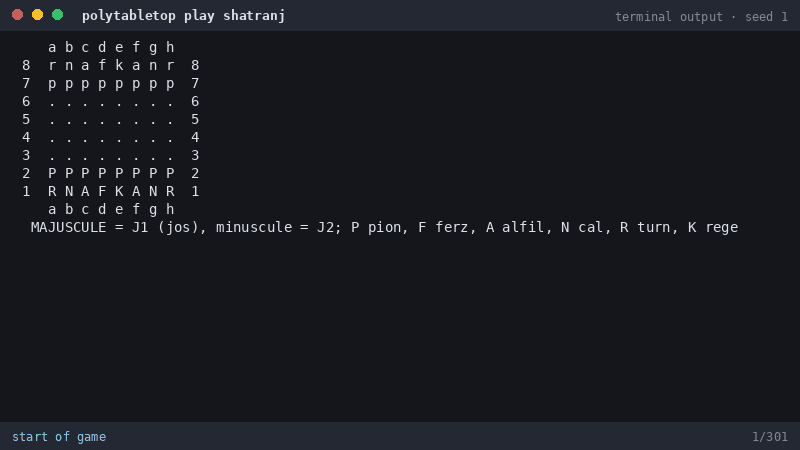 polytabletop play shatranj
terminal output · seed 1
a b c d e f g h
8 r n a f k a n r 8
7 p p p p p p p p 7
6 . . . . . . . . 6
5 . . . . . . . . 5
4 . . . . . . . . 4
3 . . . . . . . . 3
2 P P P P P P P P 2
1 R N A F K A N R 1
a b c d e f g h
MAJUSCULE = J1 (jos), minuscule = J2; P pion, F ferz, A alfil, N cal, R turn, K rege
start of game
1/301